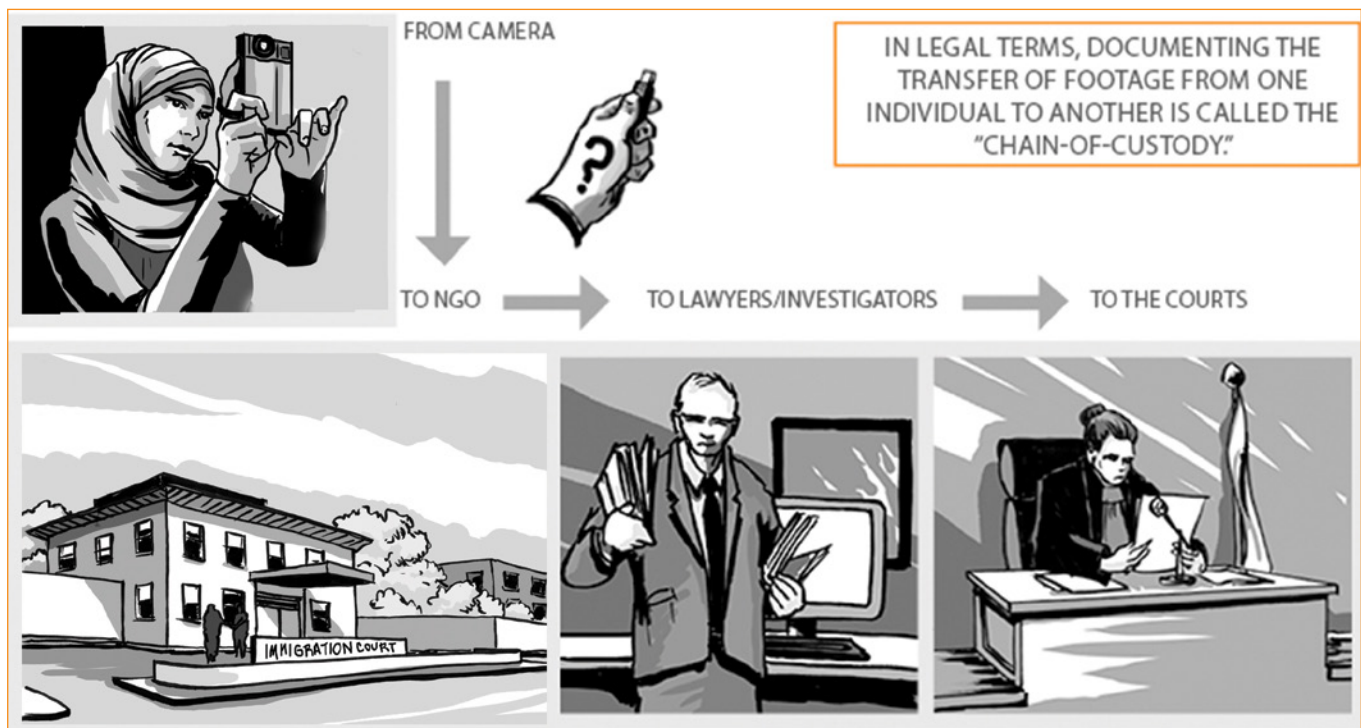 FROM CAMERA
IN LEGAL TERMS, DOCUMENTING THE
TRANSFER OF FOOTAGE FROM ONE
INDIVIDUAL TO ANOTHER IS CALLED THE
"CHAIN-OF-CUSTODY."
?
TO NGO
TO LAWYERS/INVESTIGATORS
TO THE COURTS
IMMIGRATION COURT